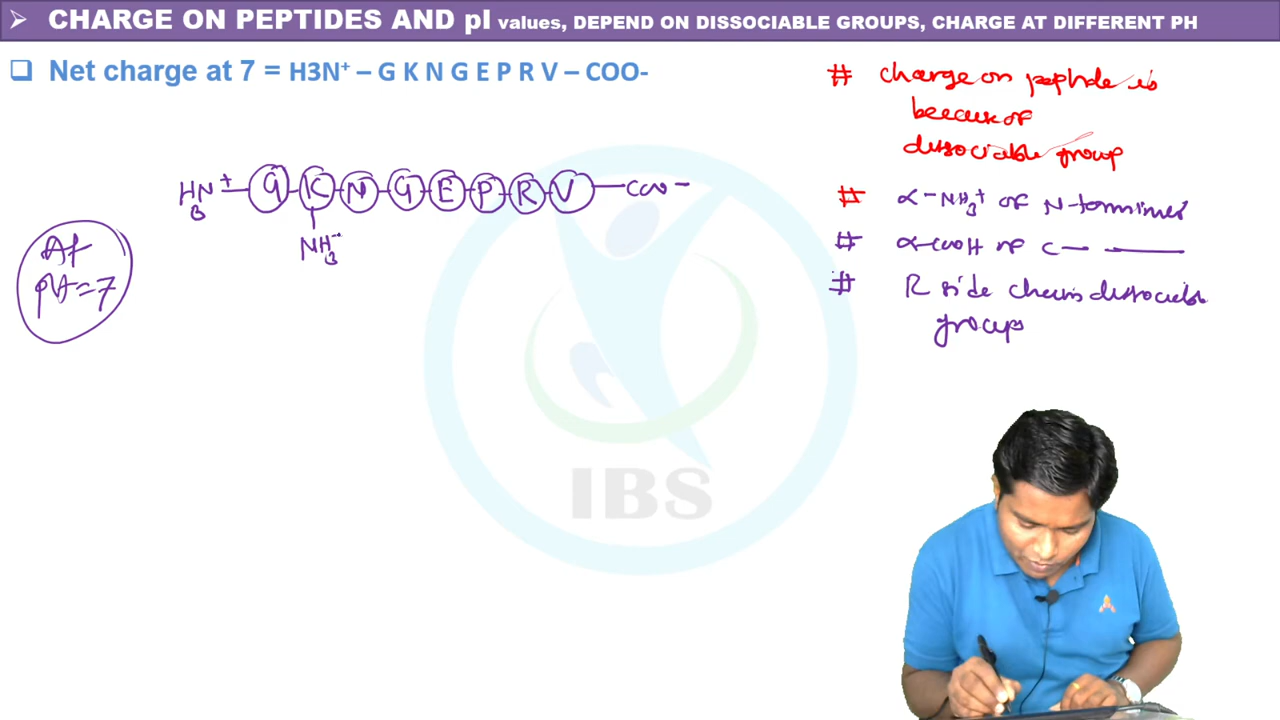 ➢ CHARGE ON PEPTIDES AND pI values, DEPEND ON DISSOCIABLE GROUPS, CHARGE AT DIFFERENT PH
❑ Net charge at 7 = H3N⁺ – G K N G E P R V – COO-
# charge on peptide is
because of
dissociable group
H₃N⁺ – G – K – N – G – E – P – R – V – COO⁻
NH₃⁺
At
pH = 7
# α-NH₃⁺ of N-terminus
# α-COOH of C—
# R side chains dissociable
groups
IBS